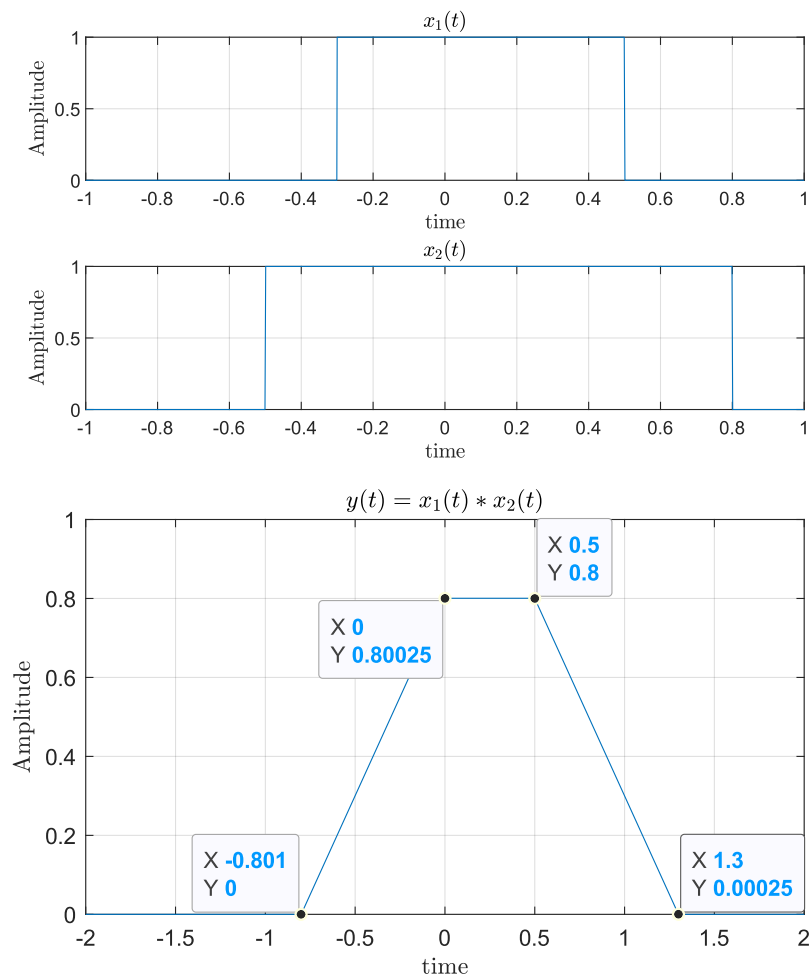 x₁(t)
Amplitude
1
0.5
0
-1 -0.8 -0.6 -0.4 -0.2 0 0.2 0.4 0.6 0.8 1
time
x₂(t)
Amplitude
1
0.5
0
-1 -0.8 -0.6 -0.4 -0.2 0 0.2 0.4 0.6 0.8 1
time
y(t) = x₁(t) ∗ x₂(t)
Amplitude
1
0.8
0.6
0.4
0.2
0
X 0.5
Y 0.8
X 0
Y 0.80025
X -0.801
Y 0
X 1.3
Y 0.00025
-2 -1.5 -1 -0.5 0 0.5 1 1.5 2
time